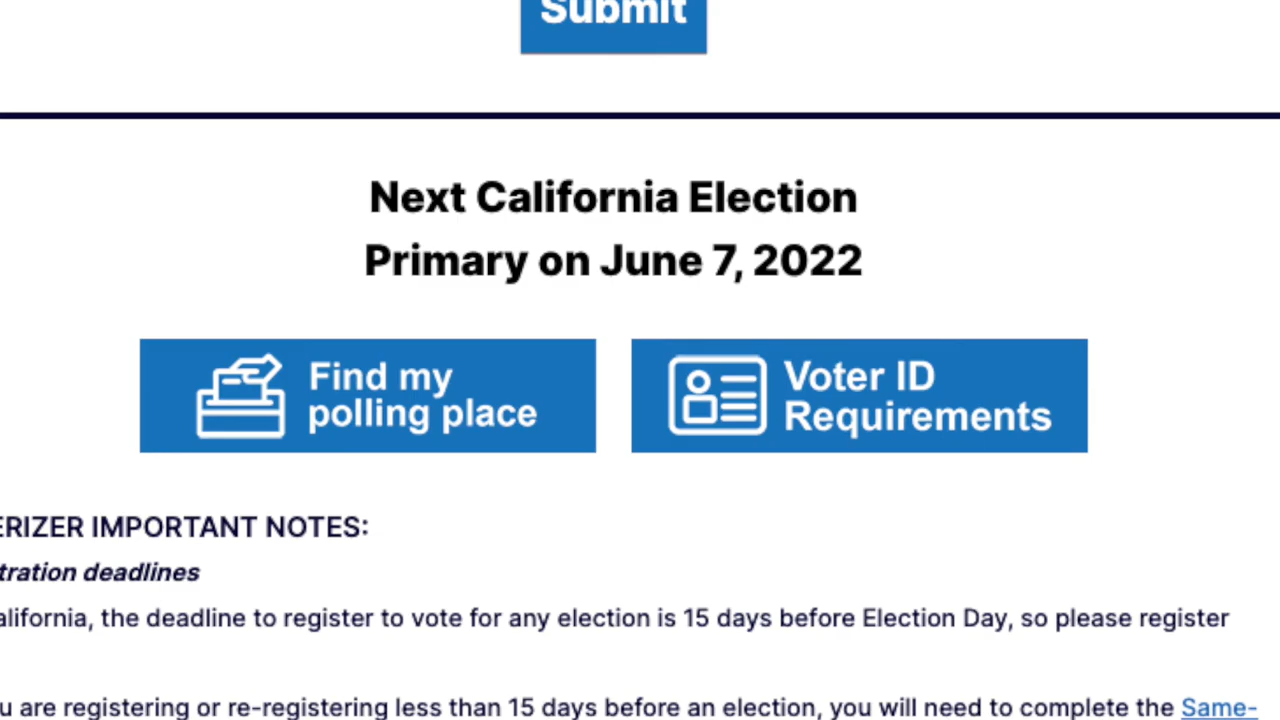 Submit
Next California Election
Primary on June 7, 2022
Find my
polling place
Voter ID
Requirements
ERIZER IMPORTANT NOTES:
tration deadlines
alifornia, the deadline to register to vote for any election is 15 days before Election Day, so please register
u are registering or re-registering less than 15 days before an election, you will need to complete the Same-